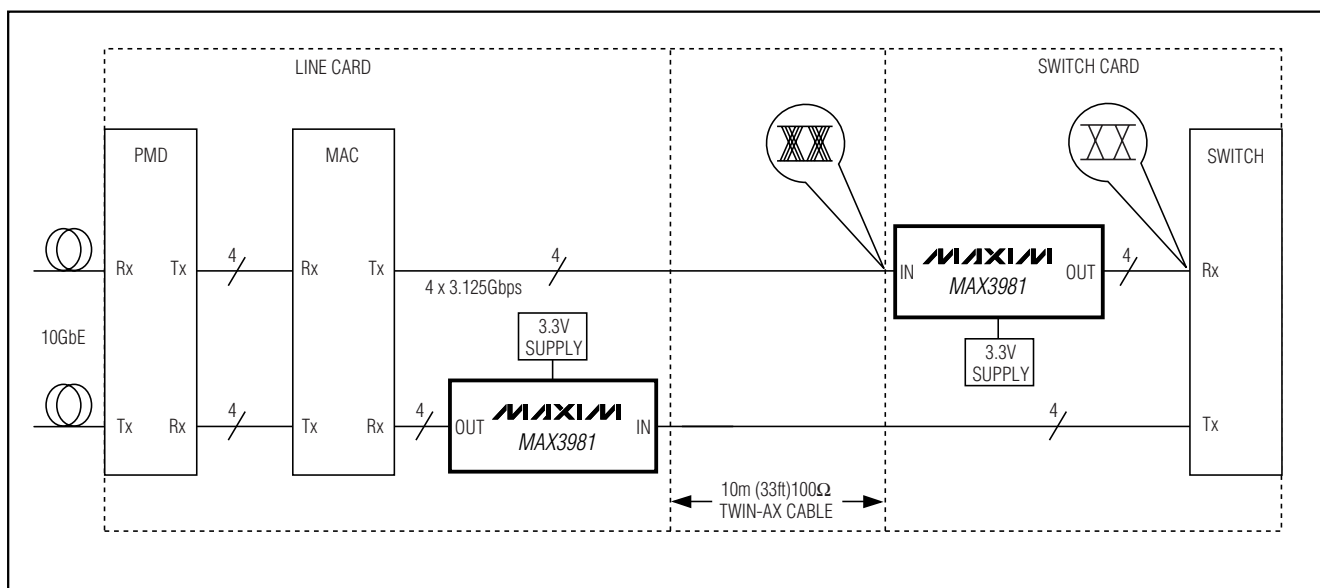 LINE CARD
SWITCH CARD
PMD
MAC
SWITCH
Rx Tx
4
Rx Tx
4
4 x 3.125Gbps
IN
MAXIM
MAX3981
OUT
4
Rx
10GbE
3.3V
SUPPLY
3.3V
SUPPLY
Tx Rx
4
Tx Rx
4
OUT
MAXIM
MAX3981
IN
4
Tx
10m (33ft)100Ω
TWIN-AX CABLE